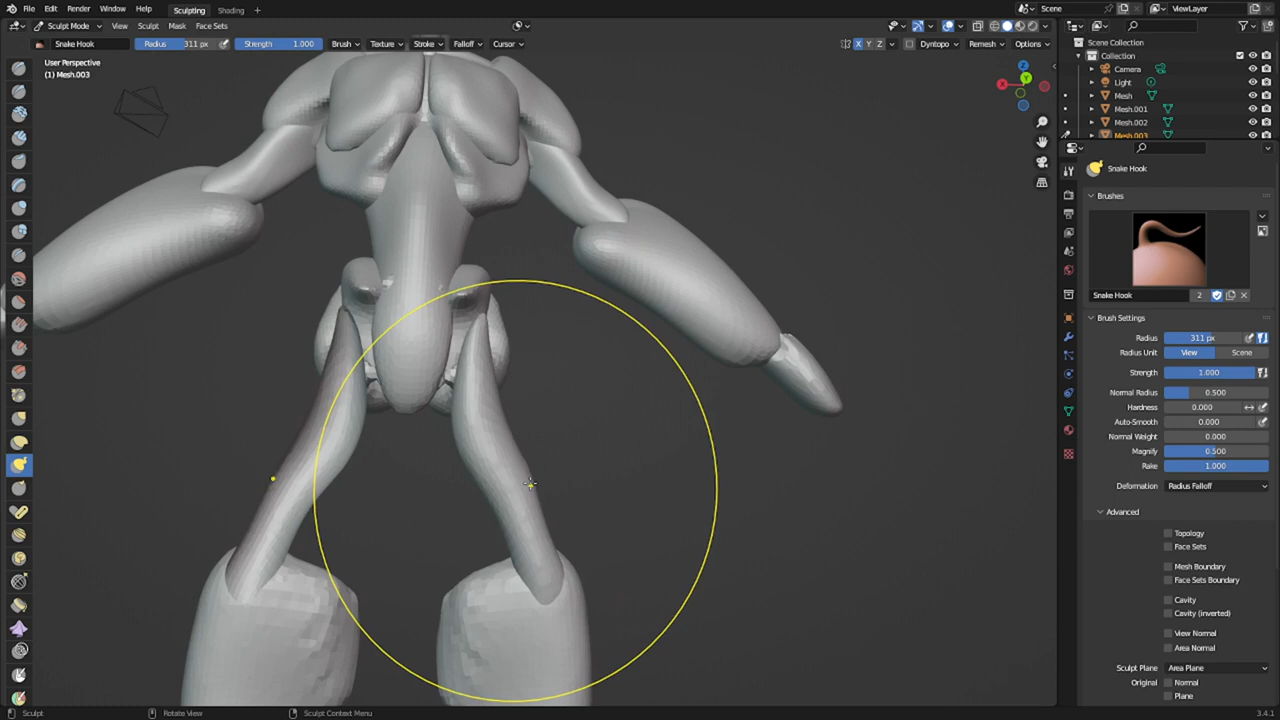 File Edit Render Window Help Sculpting Shading Scene ViewLayer
Sculpt Mode View Sculpt Mask Face Sets
Snake Hook Radius 311 px Strength 1.000 Brush Texture Stroke Falloff Cursor X Y Z Dyntopo Remesh Options
User Perspective
(1) Mesh.003
Z
Y
X
Scene Collection
Collection
Camera
Light
Mesh
Mesh.001
Mesh.002
Mesh.003
Snake Hook
Brushes
Snake Hook 2
Brush Settings
Radius 311 px
Radius Unit View Scene
Strength 1.000
Normal Radius 0.500
Hardness 0.000
Auto-Smooth 0.000
Normal Weight 0.000
Magnify 0.500
Rake 1.000
Deformation Radius Falloff
Advanced
Topology
Face Sets
Mesh Boundary
Face Sets Boundary
Cavity
Cavity (inverted)
View Normal
Area Normal
Sculpt Plane Area Plane
Original Normal
Plane
Sculpt Rotate View Sculpt Context Menu 3.4.1